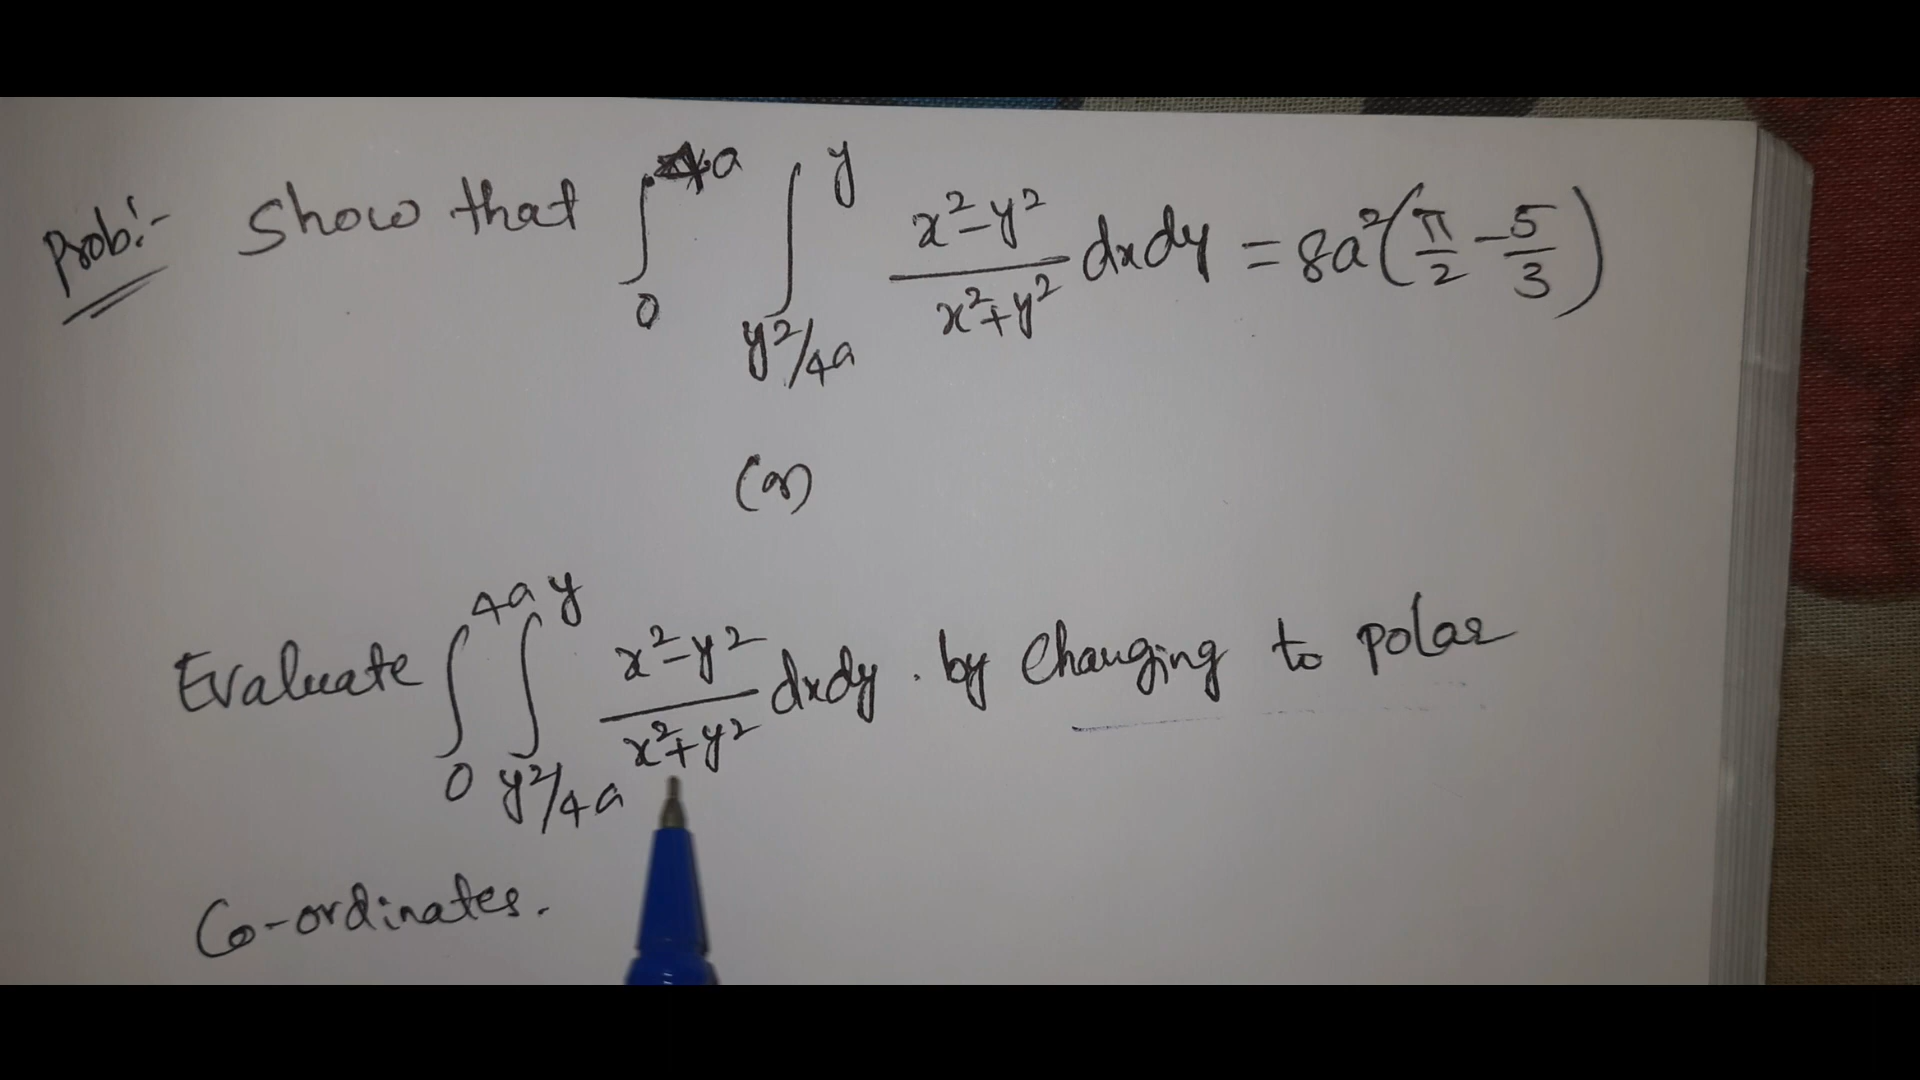 Prob:- Show that ∫₀^4a ∫_{y²/4a}^y (x²-y²)/(x²+y²) dxdy = 8a²(π/2 - 5/3)
(or)
Evaluate ∫₀^4a ∫_{y²/4a}^y (x²-y²)/(x²+y²) dxdy . by changing to polar
Co-ordinates.